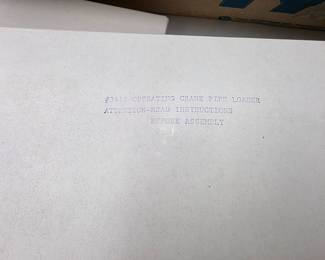 OPERATING CRANE PIPE LOADER
ATTENTION-READ INSTRUCTIONS
BEFORE ASSEMBLY